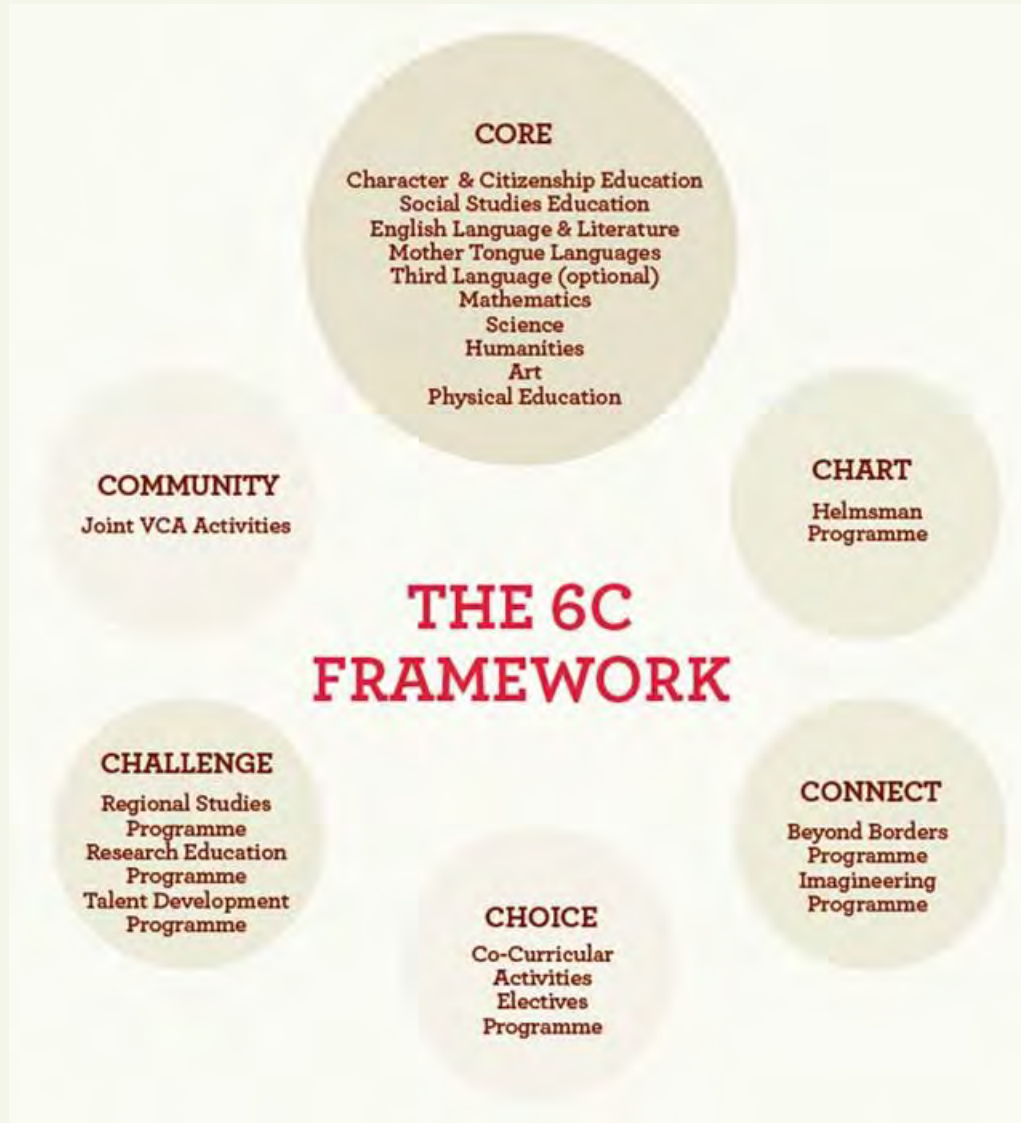 CORE
Character & Citizenship Education
Social Studies Education
English Language & Literature
Mother Tongue Languages
Third Language (optional)
Mathematics
Science
Humanities
Art
Physical Education
COMMUNITY
Joint VCA Activities
CHART
Helmsman
Programme
THE 6C
FRAMEWORK
CHALLENGE
Regional Studies
Programme
Research Education
Programme
Talent Development
Programme
CONNECT
Beyond Borders
Programme
Imagineering
Programme
CHOICE
Co-Curricular
Activities
Electives
Programme